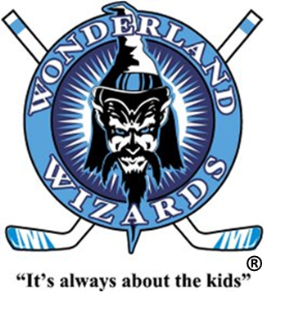 WONDERLAND
WIZARDS
®
“It's always about the kids”